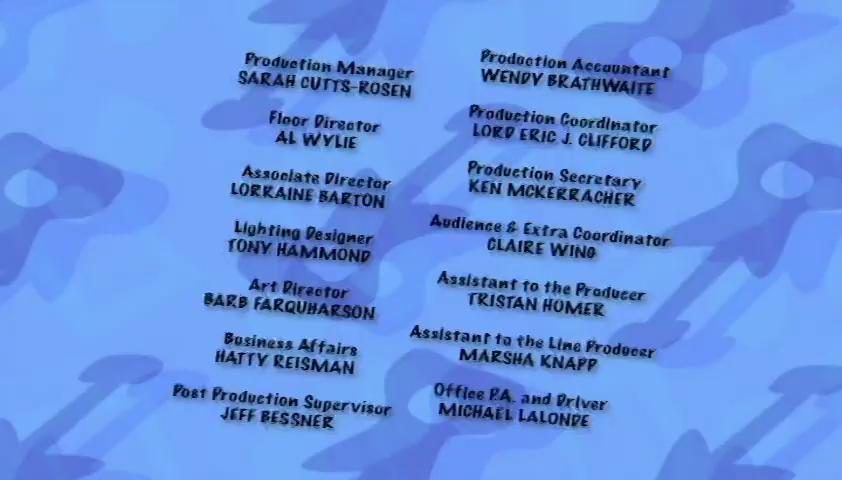 Production Manager
SARAH CUTTS-ROSEN
Floor Director
AL WYLIE
Associate Director
LORRAINE BARTON
Lighting Designer
TONY HAMMOND
Art Director
BARB FARQUHARSON
Business Affairs
HATTY REISMAN
Post Production Supervisor
JEFF BESSNER
Production Accountant
WENDY BRATHWAITE
Production Coordinator
LORD ERIC J. CLIFFORD
Production Secretary
KEN MCKERRACHER
Audience & Extra Coordinator
CLAIRE WING
Assistant to the Producer
TRISTAN HOMER
Assistant to the Line Producer
MARSHA KNAPP
Office P.A. and Driver
MICHAEL LALONDE